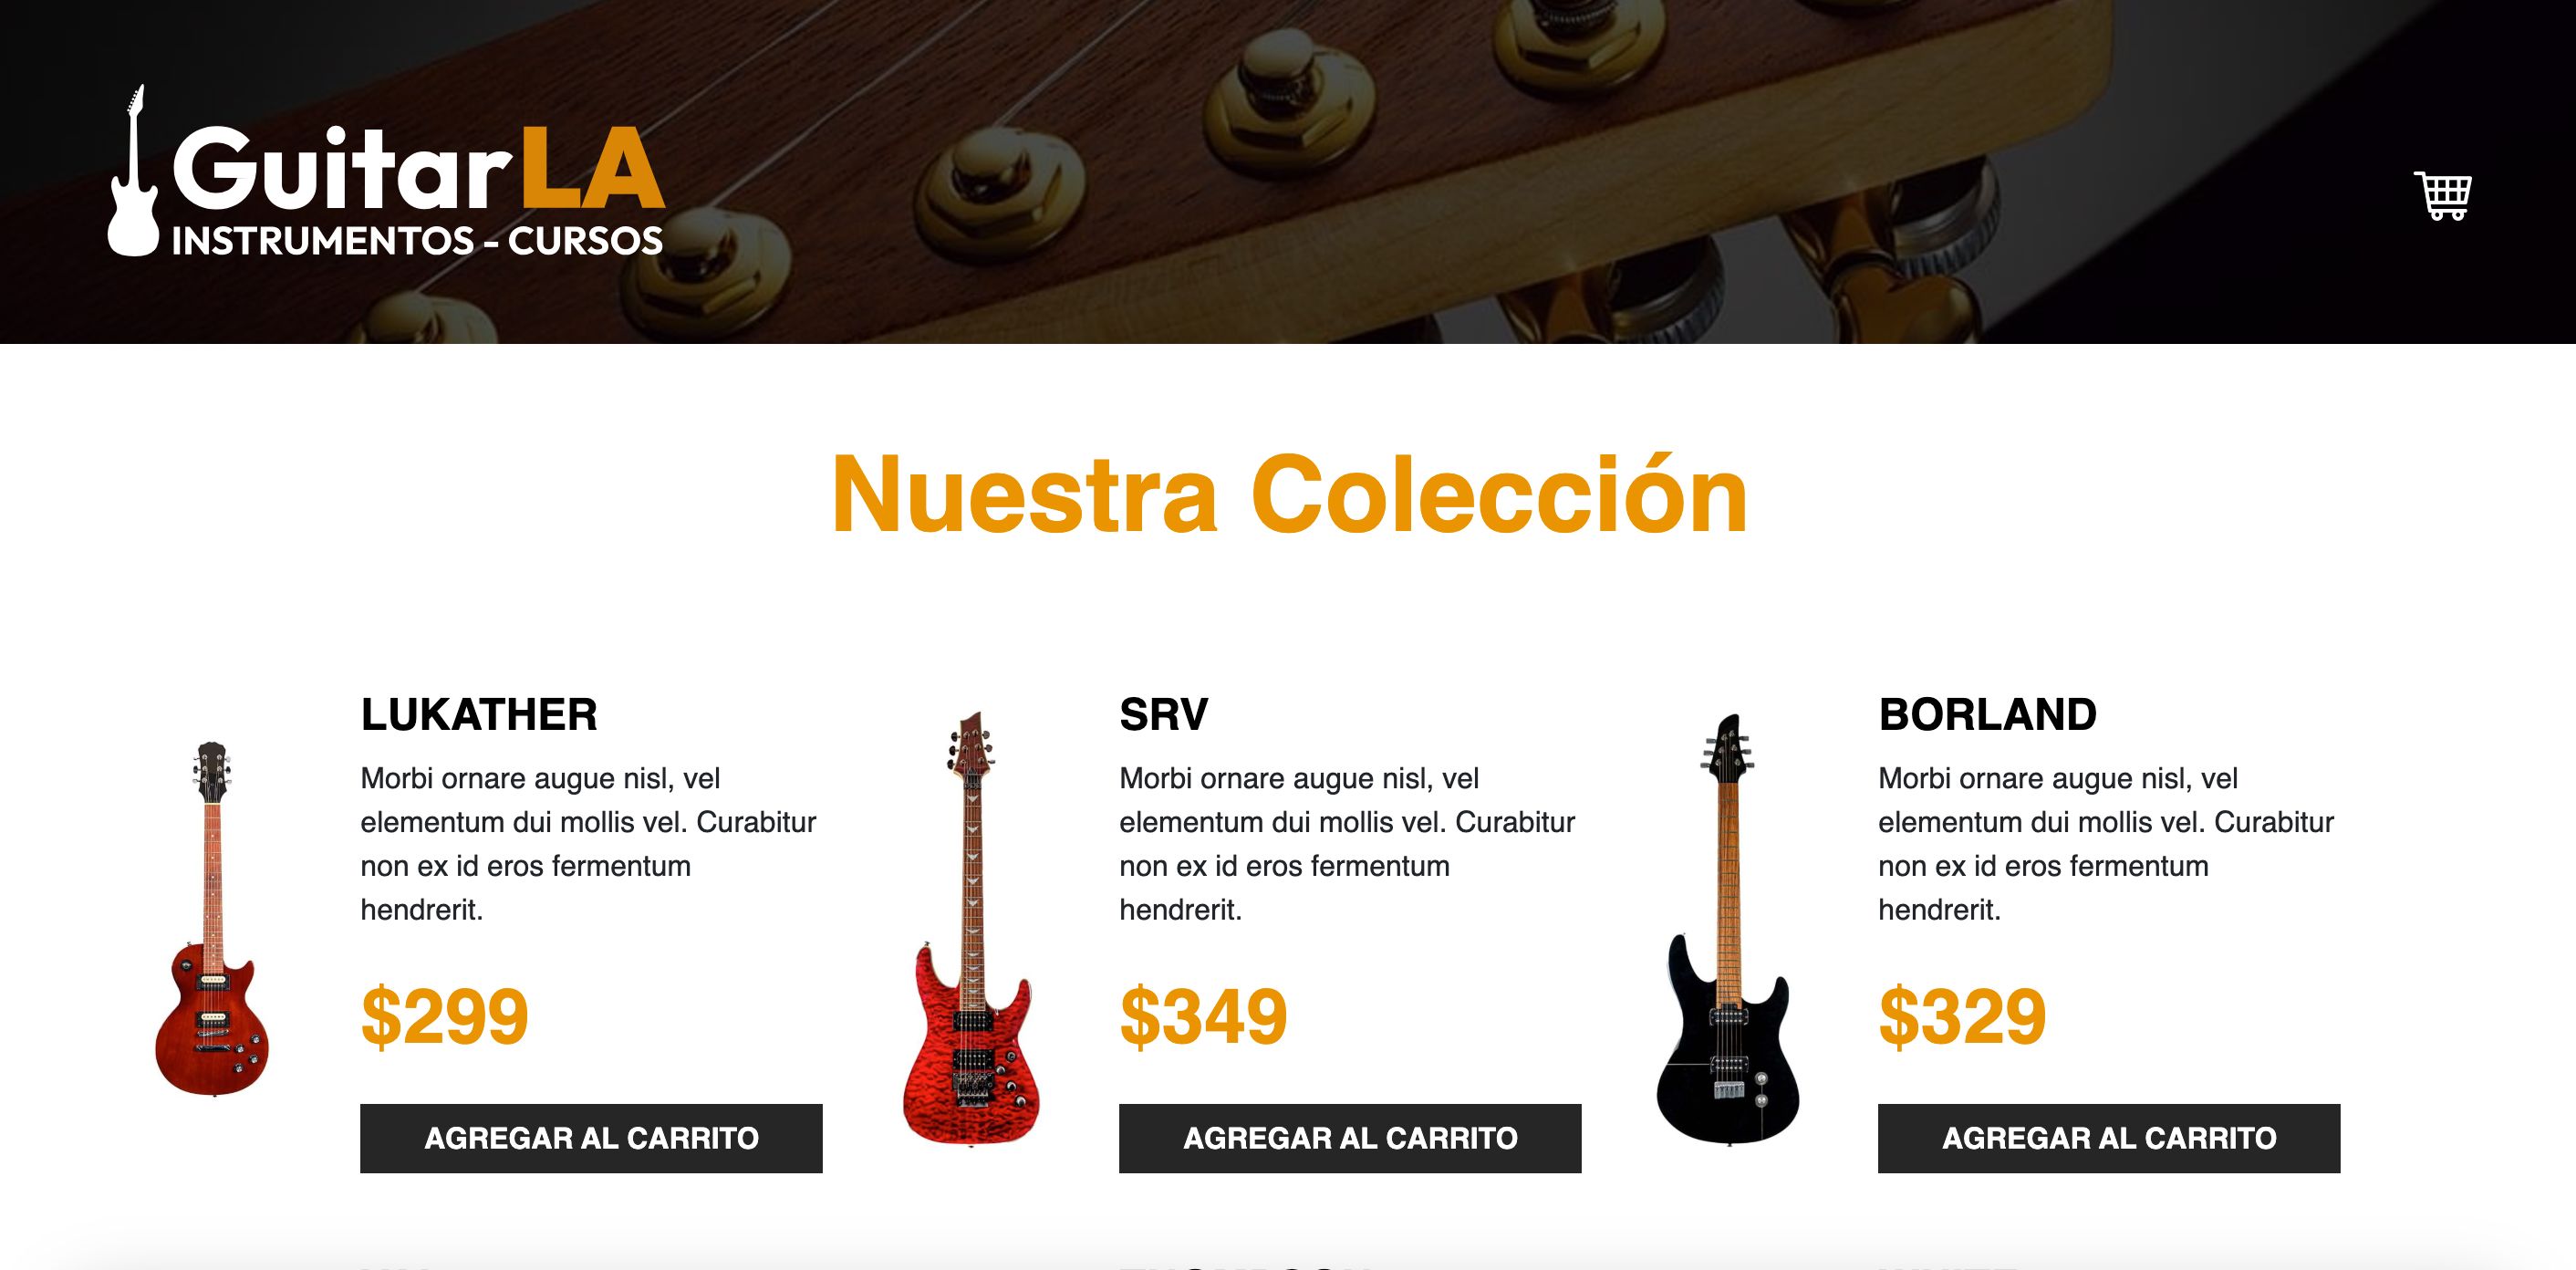 GuitarLA
INSTRUMENTOS - CURSOS
Nuestra Colección
LUKATHER
Morbi ornare augue nisl, vel
elementum dui mollis vel. Curabitur
non ex id eros fermentum
hendrerit.
$299
AGREGAR AL CARRITO
SRV
Morbi ornare augue nisl, vel
elementum dui mollis vel. Curabitur
non ex id eros fermentum
hendrerit.
$349
AGREGAR AL CARRITO
BORLAND
Morbi ornare augue nisl, vel
elementum dui mollis vel. Curabitur
non ex id eros fermentum
hendrerit.
$329
AGREGAR AL CARRITO